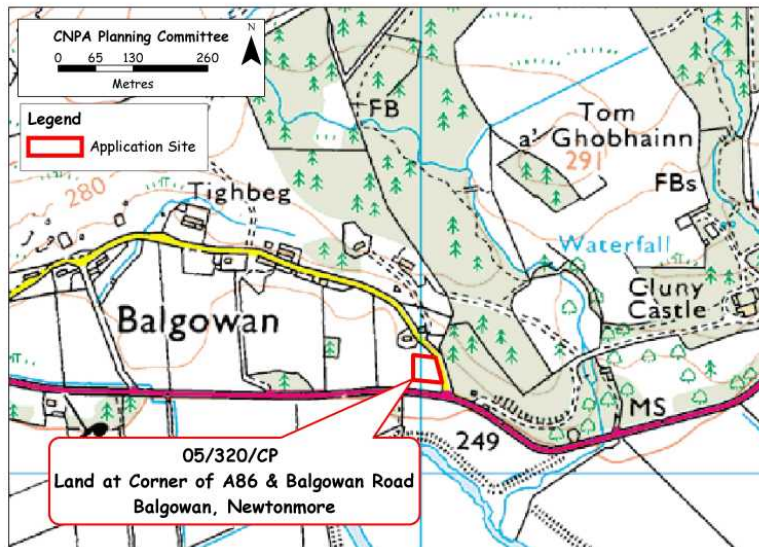 CNPA Planning Committee
N
0 65 130 260
Metres
Legend
Application Site
FB
Tom
a' Ghobhainn
291
FBs
280
Tighbeg
Waterfall
Cluny
Castle
Balgowan
MS
249
05/320/CP
Land at Corner of A86 & Balgowan Road
Balgowan, Newtonmore